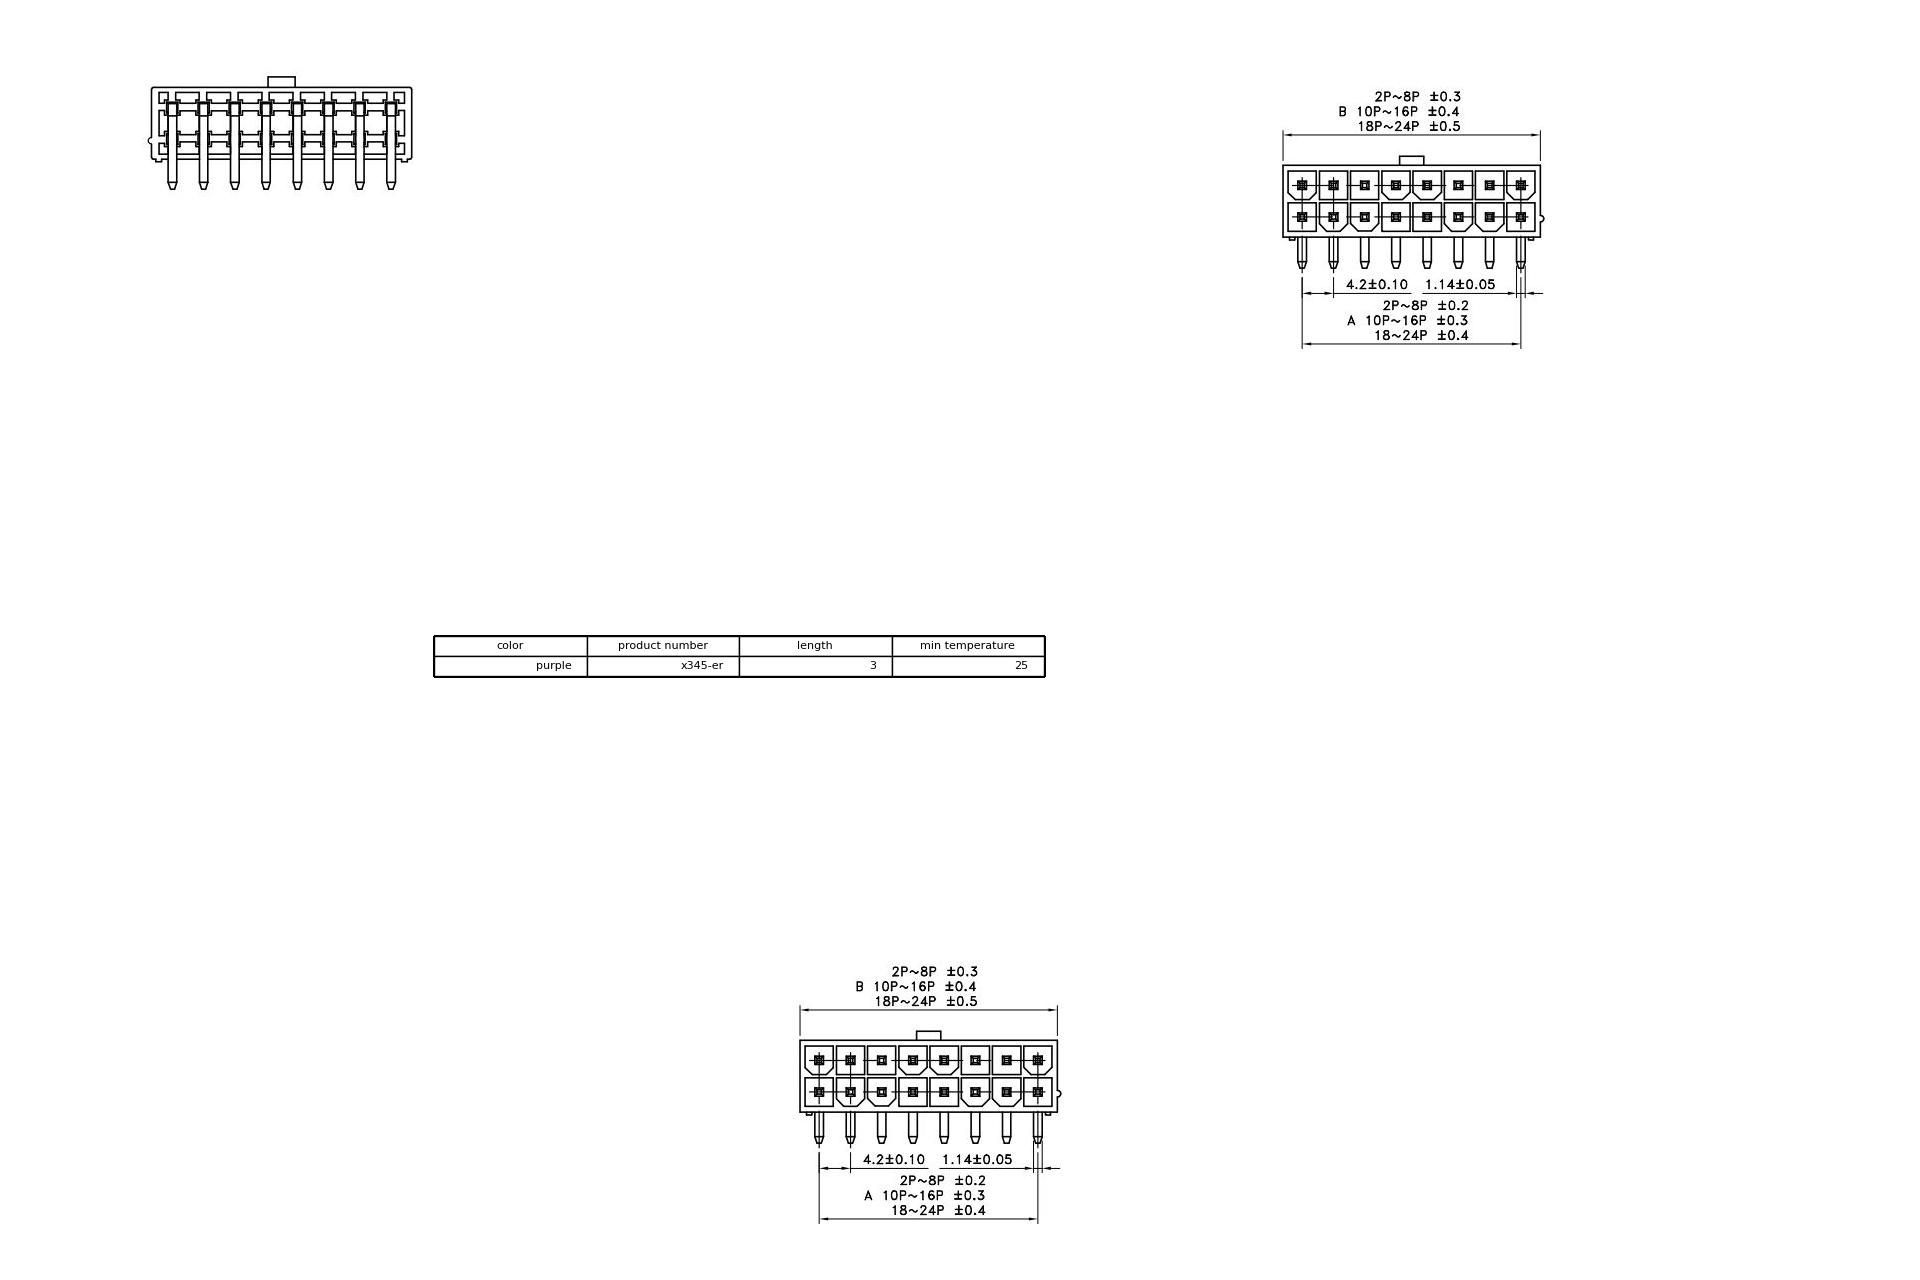 2P~8P ±0.3
B 10P~16P ±0.4
18P~24P ±0.5
4.2±0.10 1.14±0.05
2P~8P ±0.2
A 10P~16P ±0.3
18~24P ±0.4
color product number length min temperature
purple x345-er 3 25
2P~8P ±0.3
B 10P~16P ±0.4
18P~24P ±0.5
4.2±0.10 1.14±0.05
2P~8P ±0.2
A 10P~16P ±0.3
18~24P ±0.4